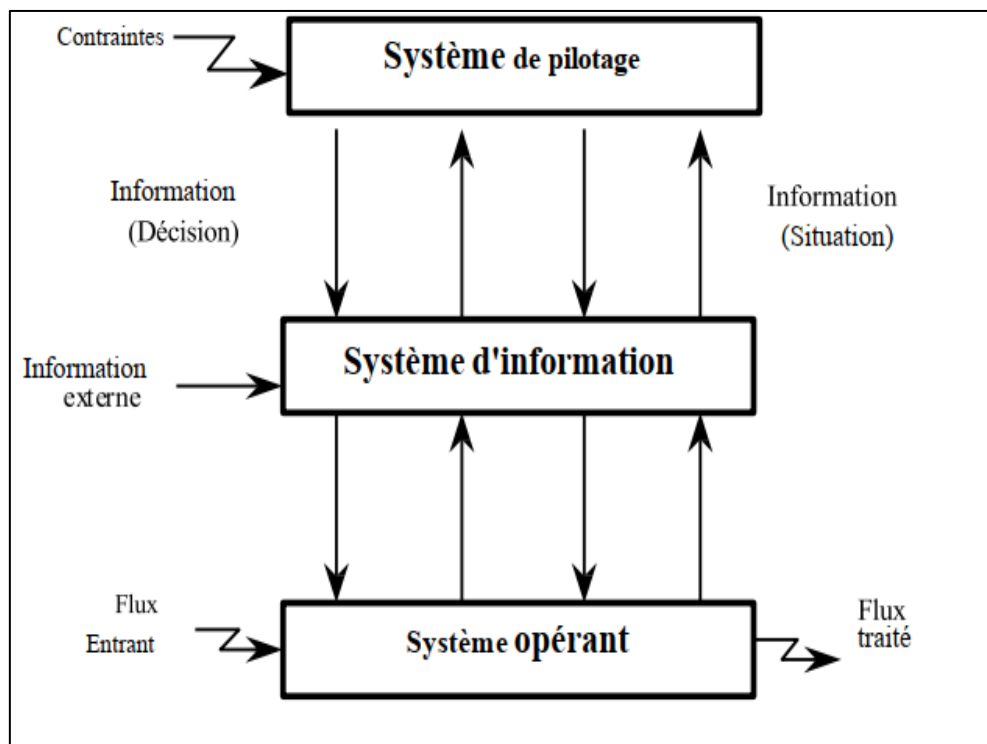 Contraintes
Système de pilotage
Information
(Décision)
Information
(Situation)
Système d'information
Information
externe
Flux
Entrant
Système opérant
Flux
traité